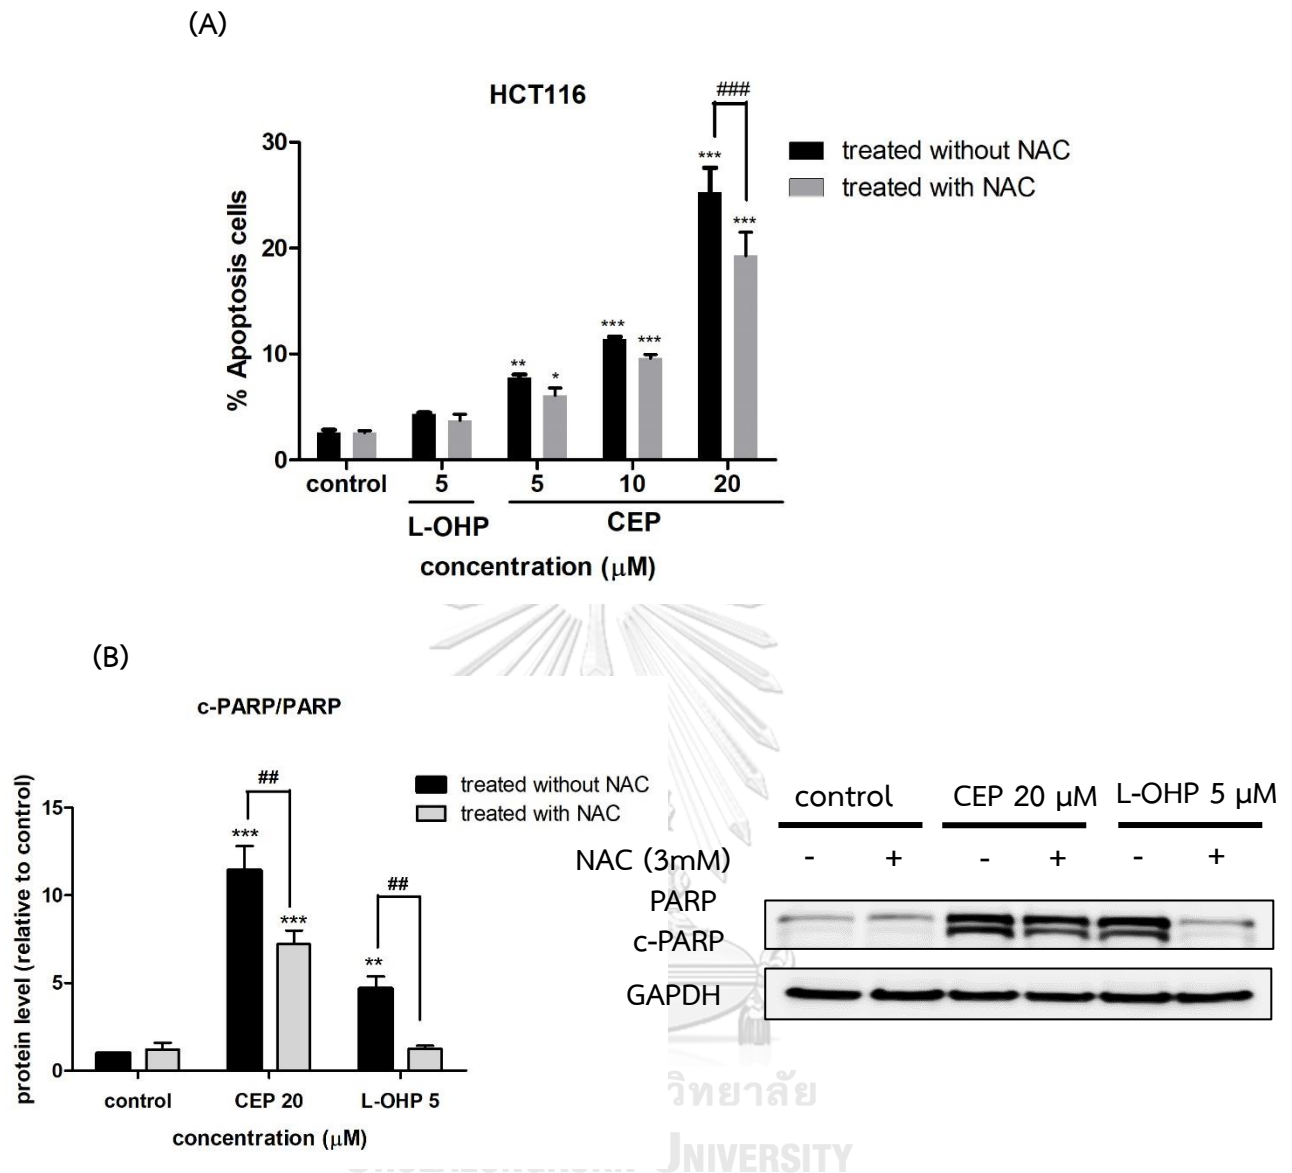 (A)
HCT116
###
30
***
treated without NAC
treated with NAC
***
20
% Apoptosis cells
***
***
10
**
*
0
control 5 5 10 20
L-OHP CEP
concentration (µM)
(B)
c-PARP/PARP
treated without NAC
treated with NAC
##
15
***
##
10
***
**
5
0
protein level (relative to control)
control CEP 20 L-OHP 5
concentration (µM)
control CEP 20 µM L-OHP 5 µM
NAC (3mM) - + - + - +
PARP
c-PARP
GAPDH
วิทยาลัย
UNIVERSITY